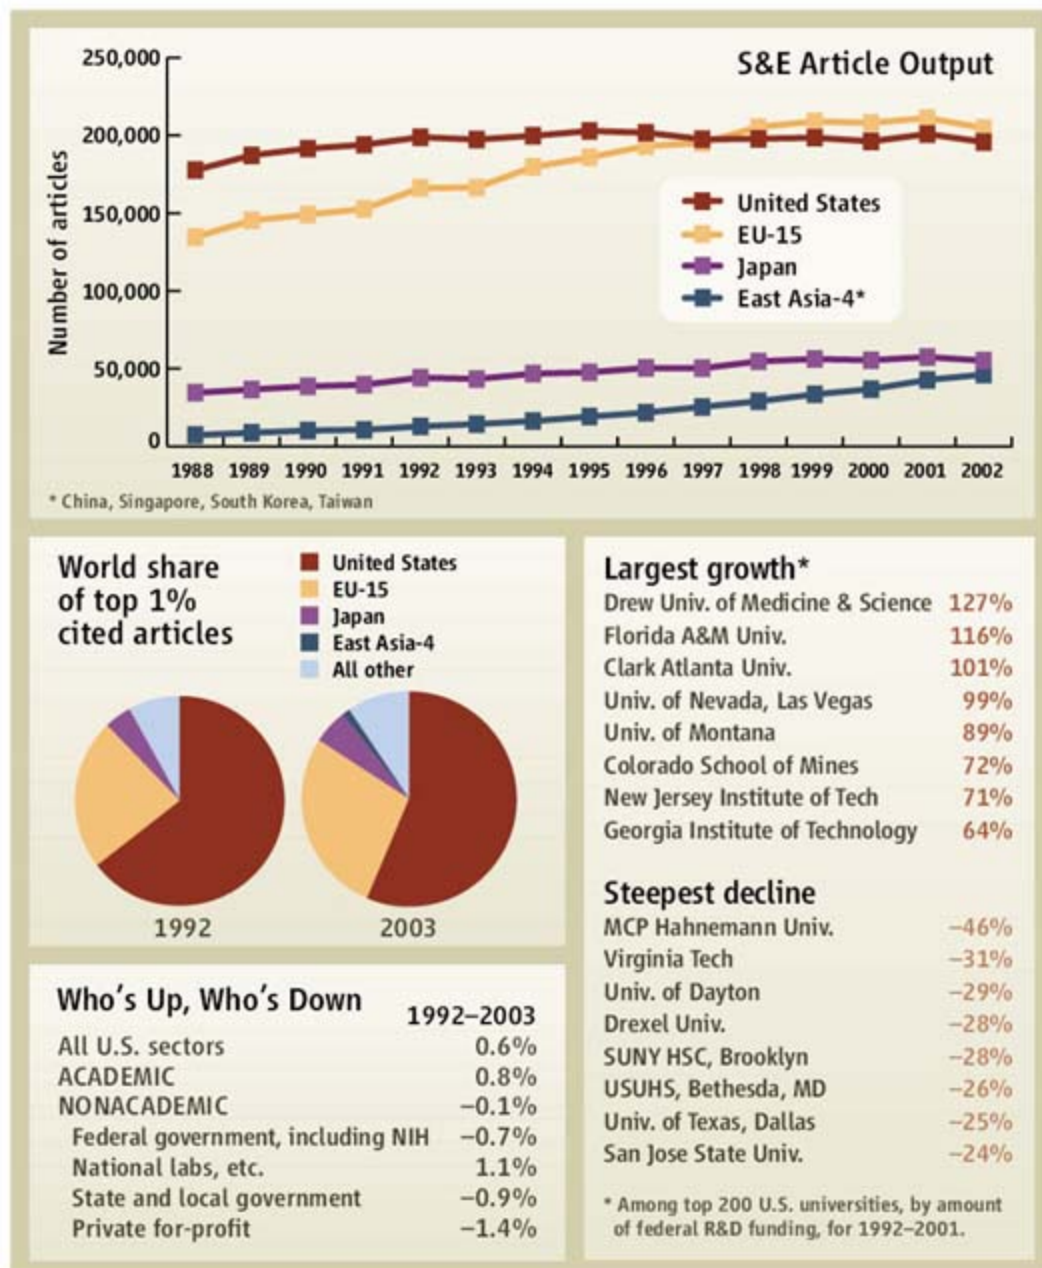 S&E Article Output
250,000
200,000
150,000
100,000
50,000
0
Number of articles
United States
EU-15
Japan
East Asia-4*
1988 1989 1990 1991 1992 1993 1994 1995 1996 1997 1998 1999 2000 2001 2002
* China, Singapore, South Korea, Taiwan
World share
of top 1%
cited articles
United States
EU-15
Japan
East Asia-4
All other
1992 2003
Who's Up, Who's Down 1992–2003
All U.S. sectors 0.6%
ACADEMIC 0.8%
NONACADEMIC –0.1%
Federal government, including NIH –0.7%
National labs, etc. 1.1%
State and local government –0.9%
Private for-profit –1.4%
Largest growth*
Drew Univ. of Medicine & Science 127%
Florida A&M Univ. 116%
Clark Atlanta Univ. 101%
Univ. of Nevada, Las Vegas 99%
Univ. of Montana 89%
Colorado School of Mines 72%
New Jersey Institute of Tech 71%
Georgia Institute of Technology 64%
Steepest decline
MCP Hahnemann Univ. –46%
Virginia Tech –31%
Univ. of Dayton –29%
Drexel Univ. –28%
SUNY HSC, Brooklyn –28%
USUHS, Bethesda, MD –26%
Univ. of Texas, Dallas –25%
San Jose State Univ. –24%
* Among top 200 U.S. universities, by amount
of federal R&D funding, for 1992–2001.